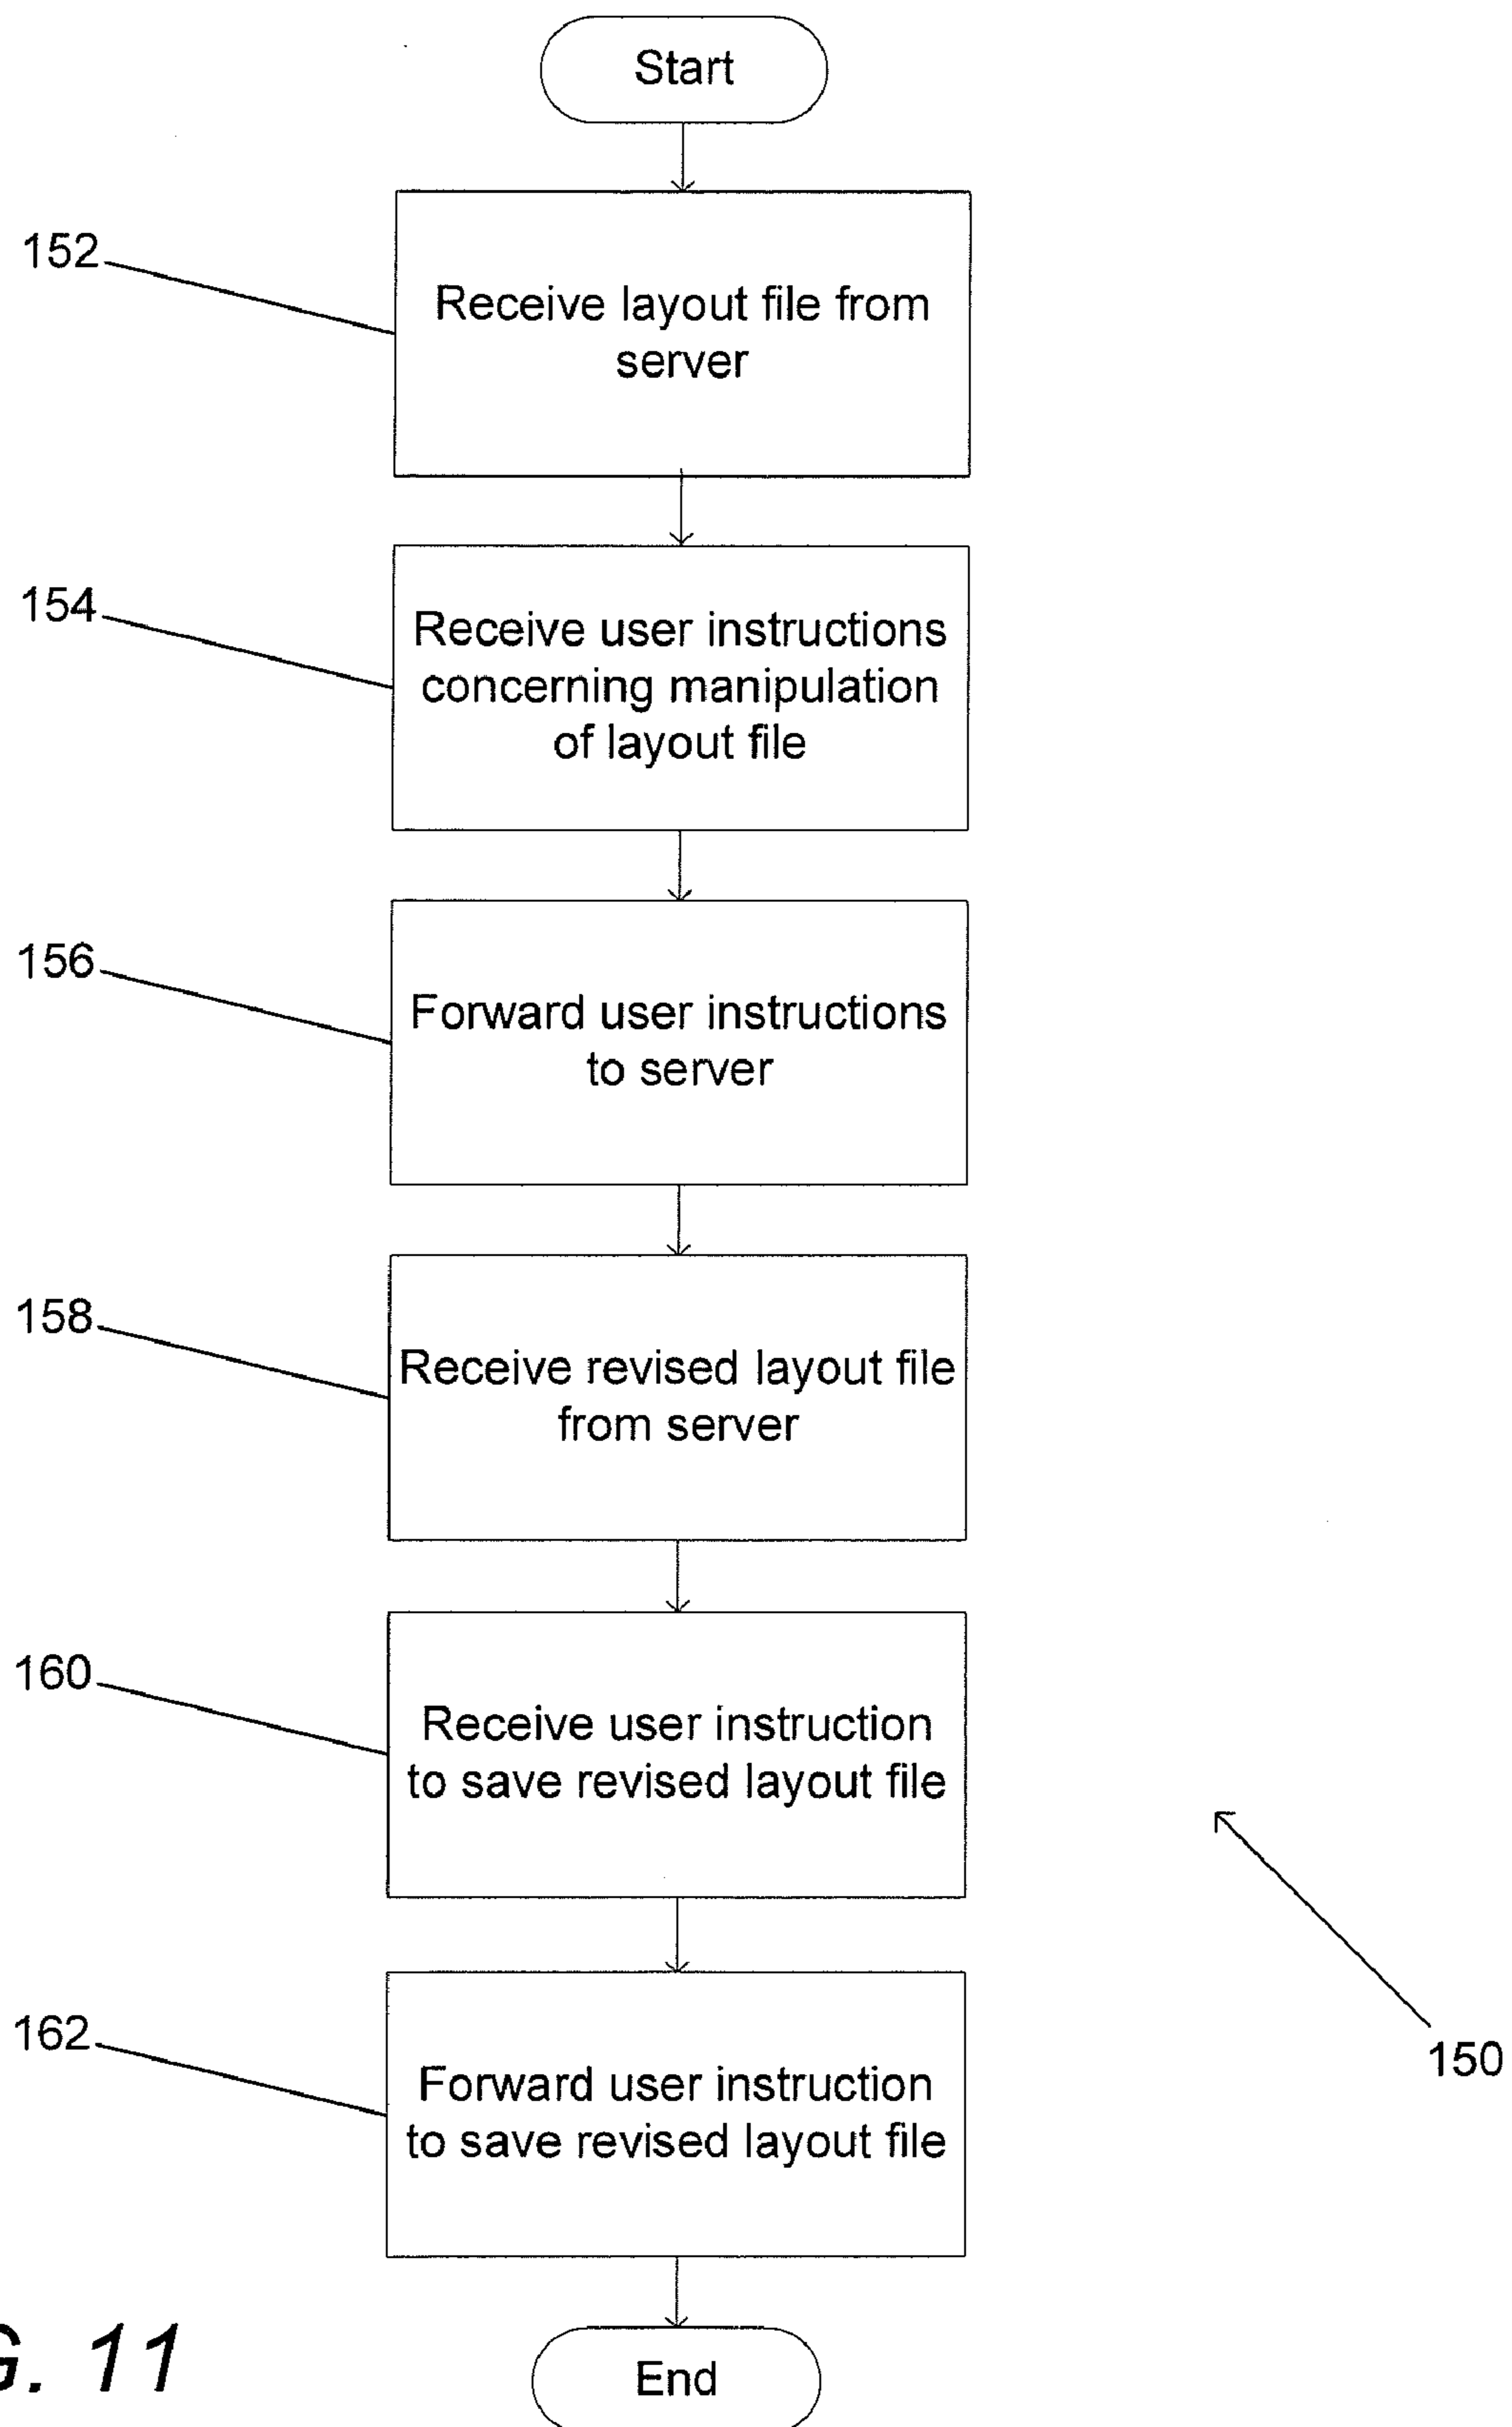 Start
152
Receive layout file from
server
154
Receive user instructions
concerning manipulation
of layout file
156
Forward user instructions
to server
158
Receive revised layout file
from server
160
Receive user instruction
to save revised layout file
162
Forward user instruction
to save revised layout file
150
G. 11
End